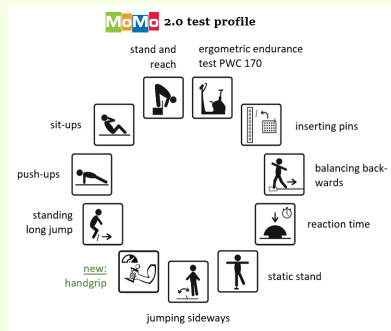 MoMo 2.0 test profile
stand and
reach
ergometric endurance
test PWC 170
sit-ups
inserting pins
push-ups
balancing back-
wards
standing
long jump
reaction time
new:
handgrip
static stand
jumping sideways